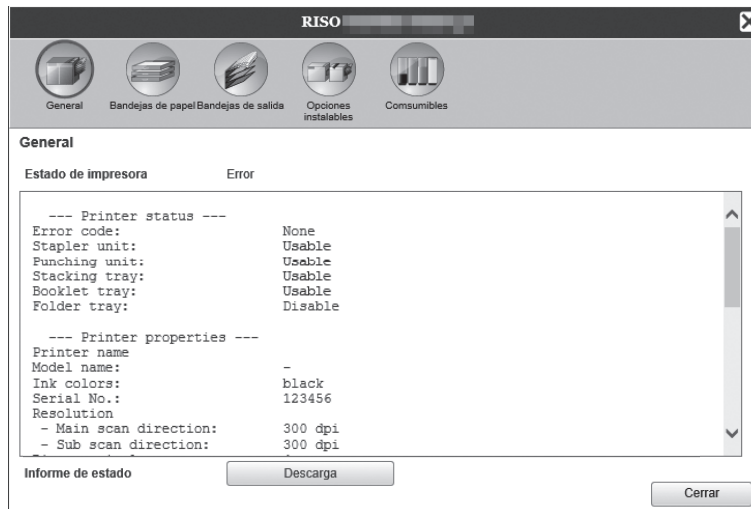 RISO
General
Bandejas de papel
Bandejas de salida
Opciones
instalables
Comsumibles
General
Estado de impresora Error
--- Printer status ---
Error code: None
Stapler unit: Usable
Punching unit: Usable
Stacking tray: Usable
Booklet tray: Usable
Folder tray: Disable
--- Printer properties ---
Printer name
Model name: -
Ink colors: black
Serial No.: 123456
Resolution
- Main scan direction: 300 dpi
- Sub scan direction: 300 dpi
Informe de estado Descarga
Cerrar